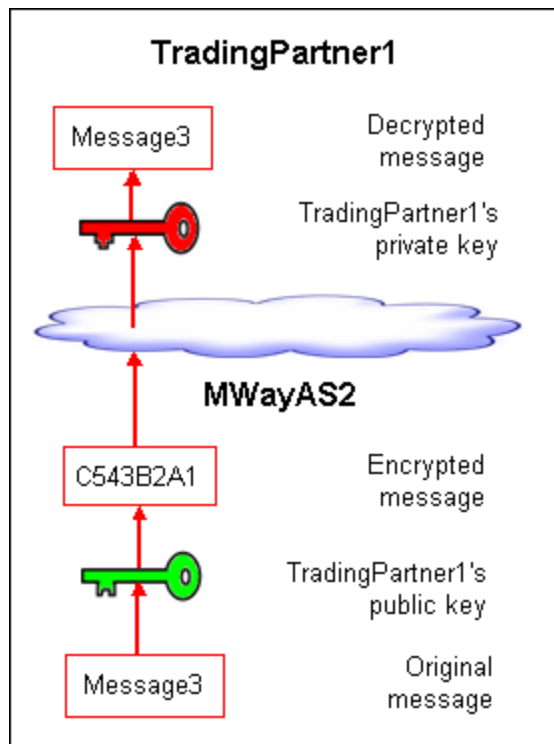 TradingPartner1
Message3
Decrypted
message
TradingPartner1's
private key
MWayAS2
C543B2A1
Encrypted
message
TradingPartner1's
public key
Message3
Original
message